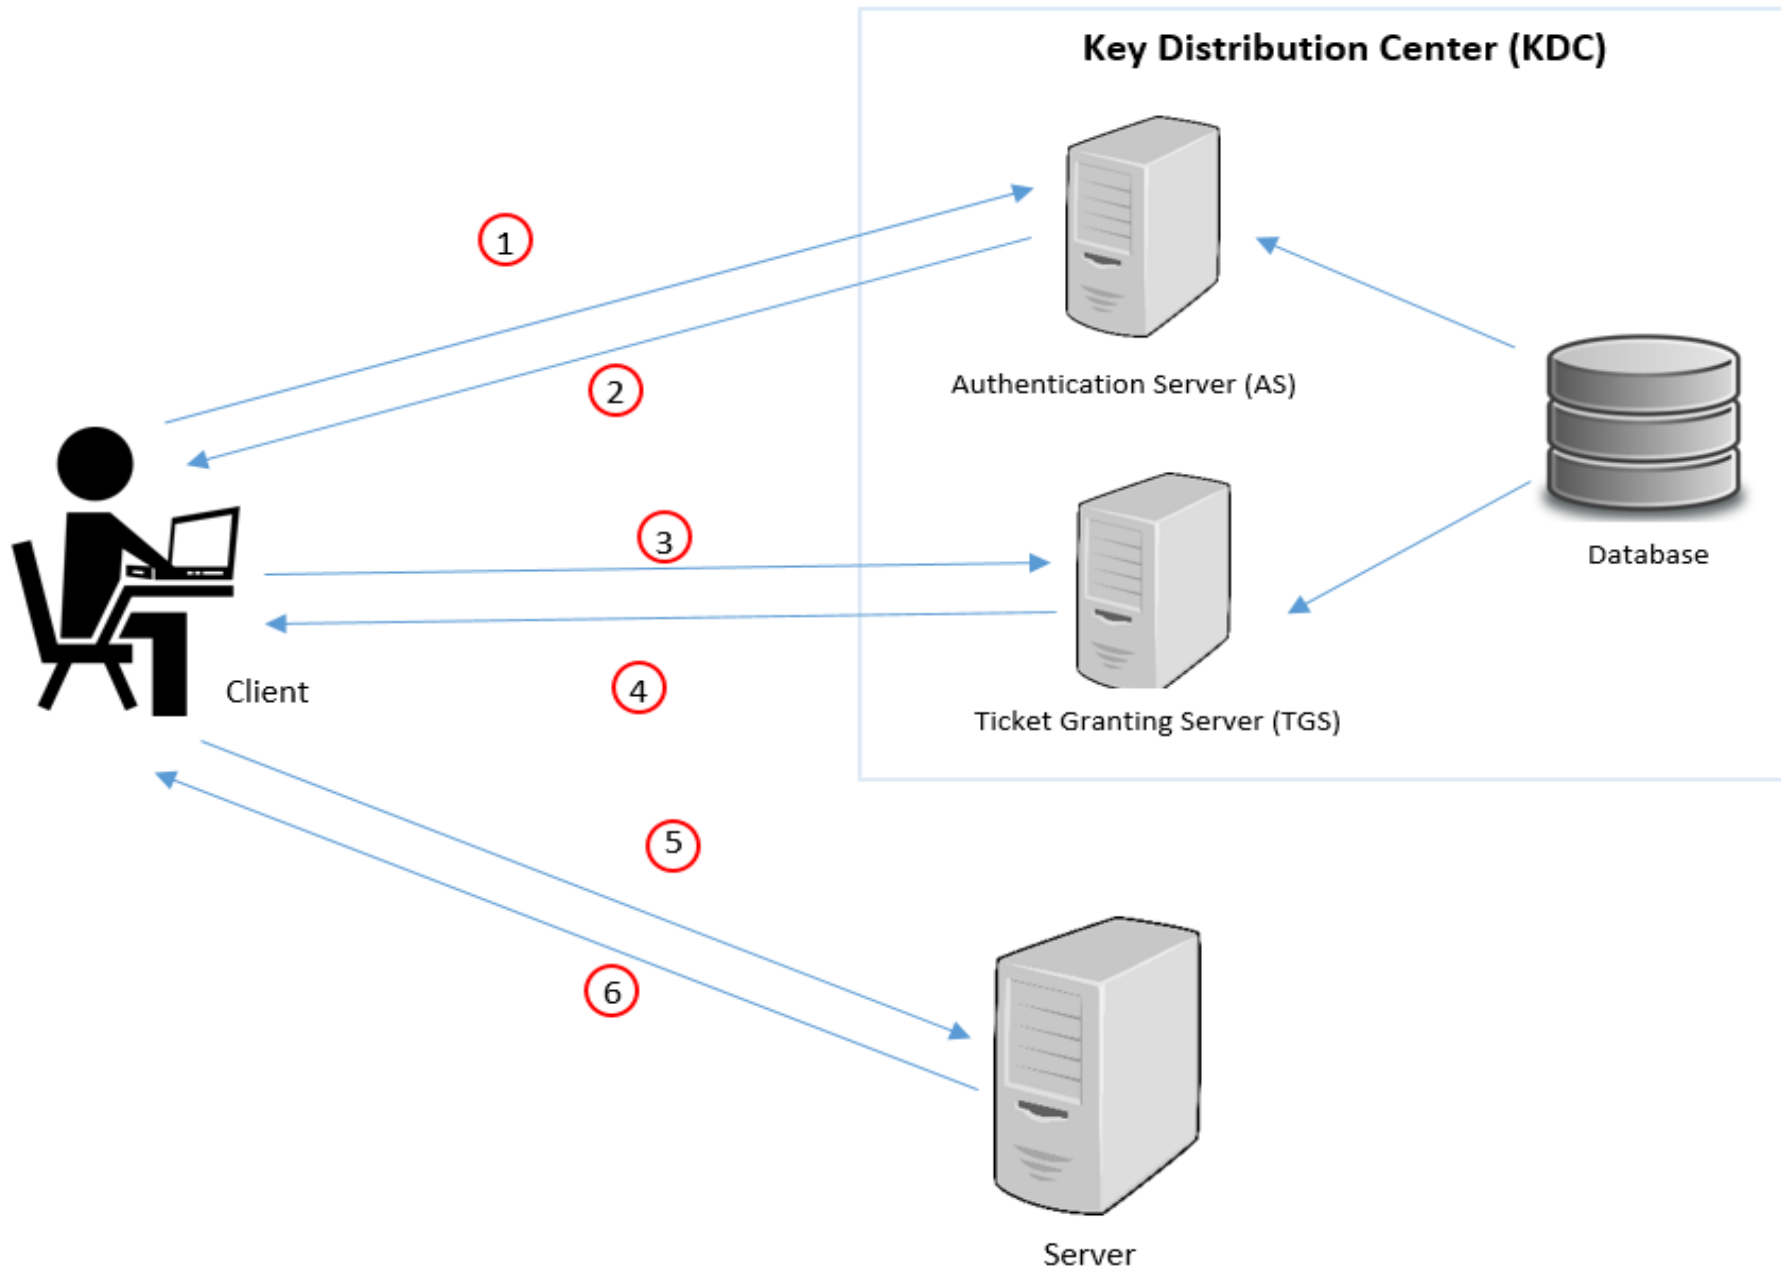 Key Distribution Center (KDC)
1
2
Authentication Server (AS)
3
Database
4
Client
Ticket Granting Server (TGS)
5
6
Server